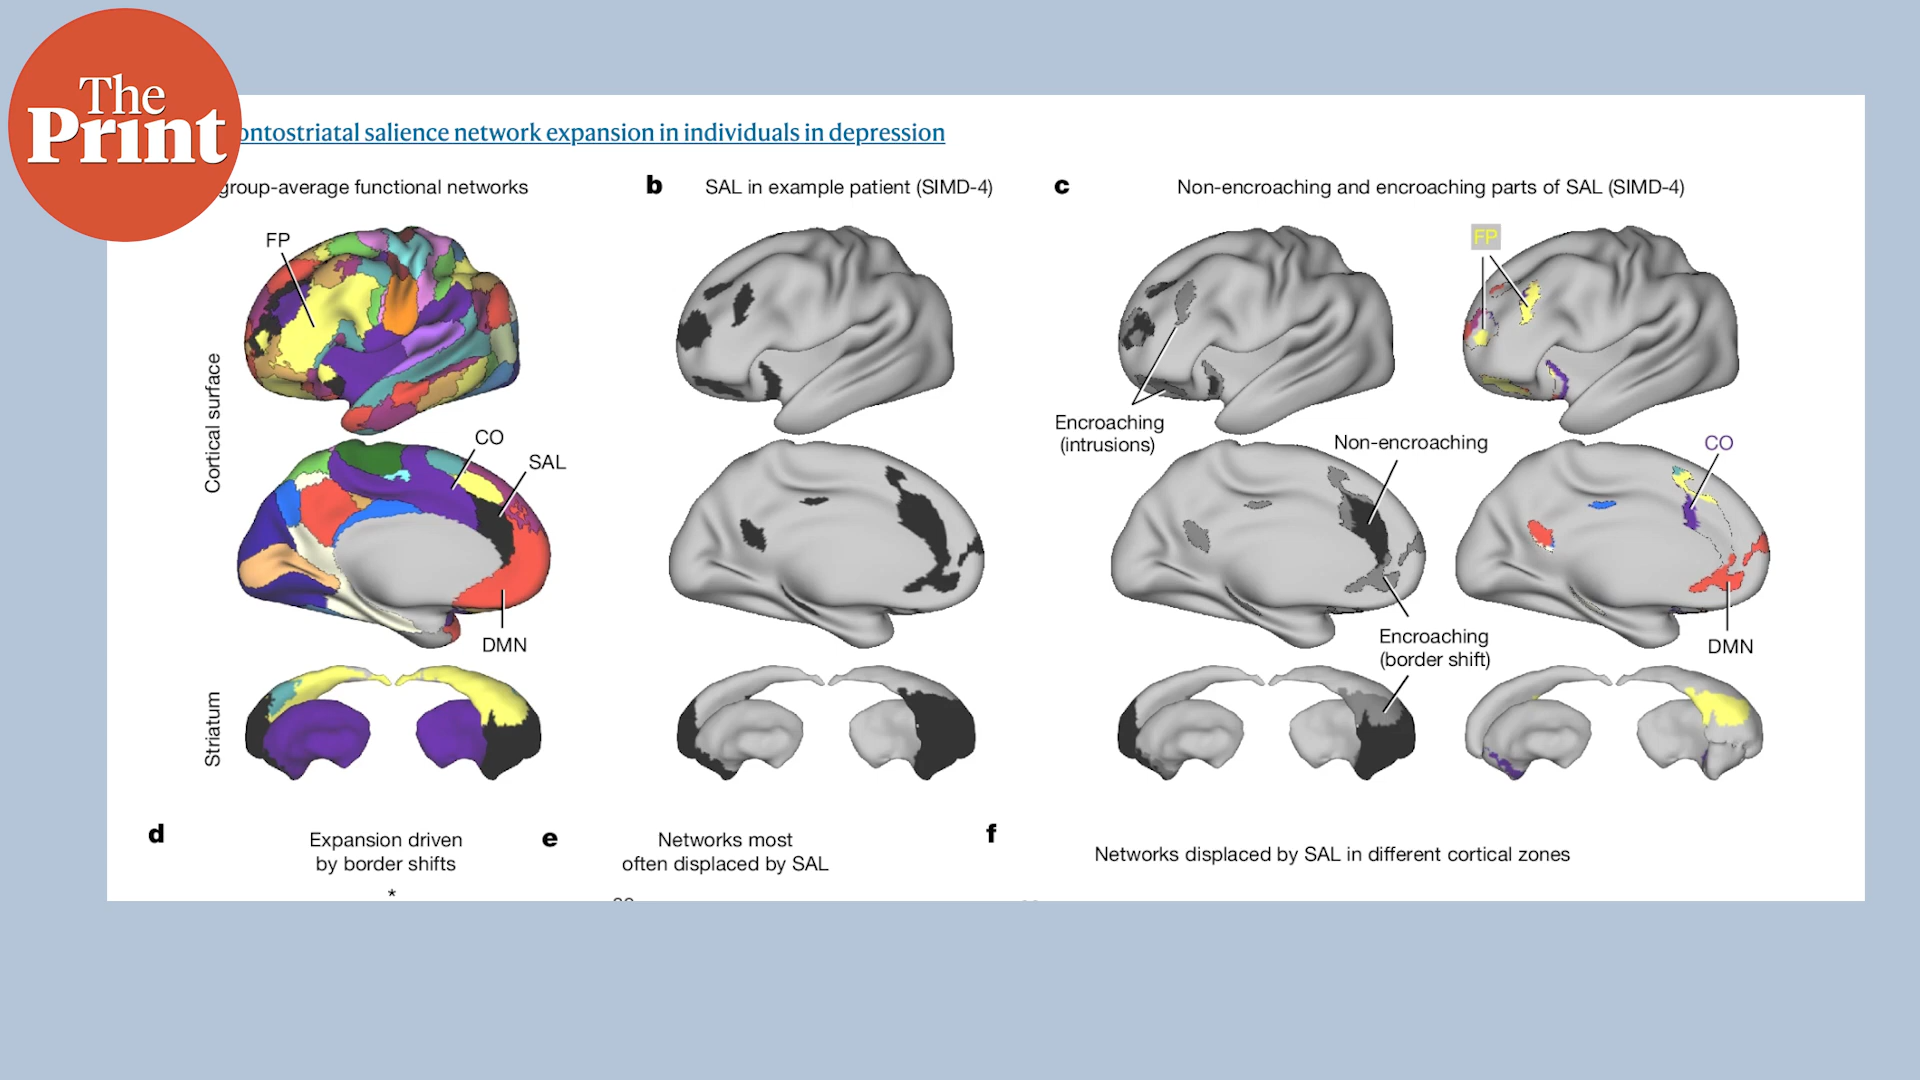 The
Print
ontostriatal salience network expansion in individuals in depression
group-average functional networks
b SAL in example patient (SIMD-4)
c Non-encroaching and encroaching parts of SAL (SIMD-4)
FP
FP
Cortical surface
Encroaching
(intrusions)
CO
SAL
Non-encroaching
CO
DMN
Encroaching
(border shift)
DMN
Striatum
d Expansion driven
by border shifts
*
e Networks most
often displaced by SAL
f Networks displaced by SAL in different cortical zones